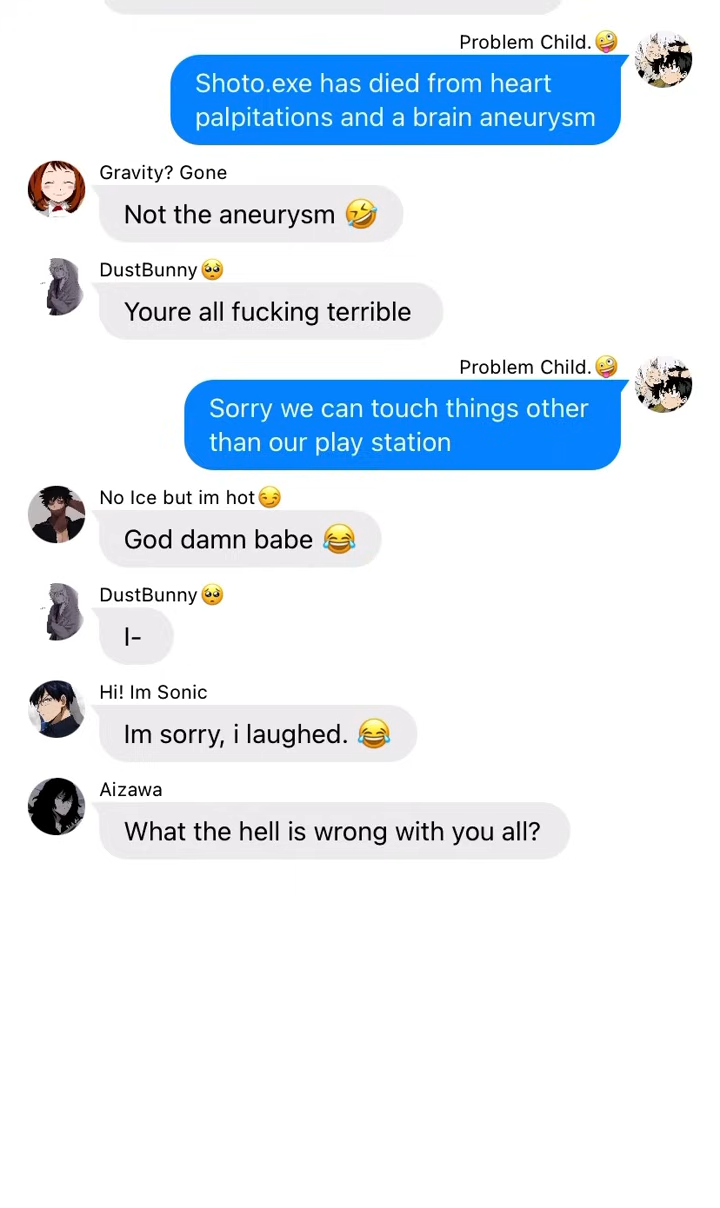 Problem Child.🤪
Shoto.exe has died from heart
palpitations and a brain aneurysm
Gravity? Gone
Not the aneurysm 🤣
DustBunny🥺
Youre all fucking terrible
Problem Child.🤪
Sorry we can touch things other
than our play station
No Ice but im hot😏
God damn babe 😂
DustBunny🥺
I-
Hi! Im Sonic
Im sorry, i laughed. 😂
Aizawa
What the hell is wrong with you all?